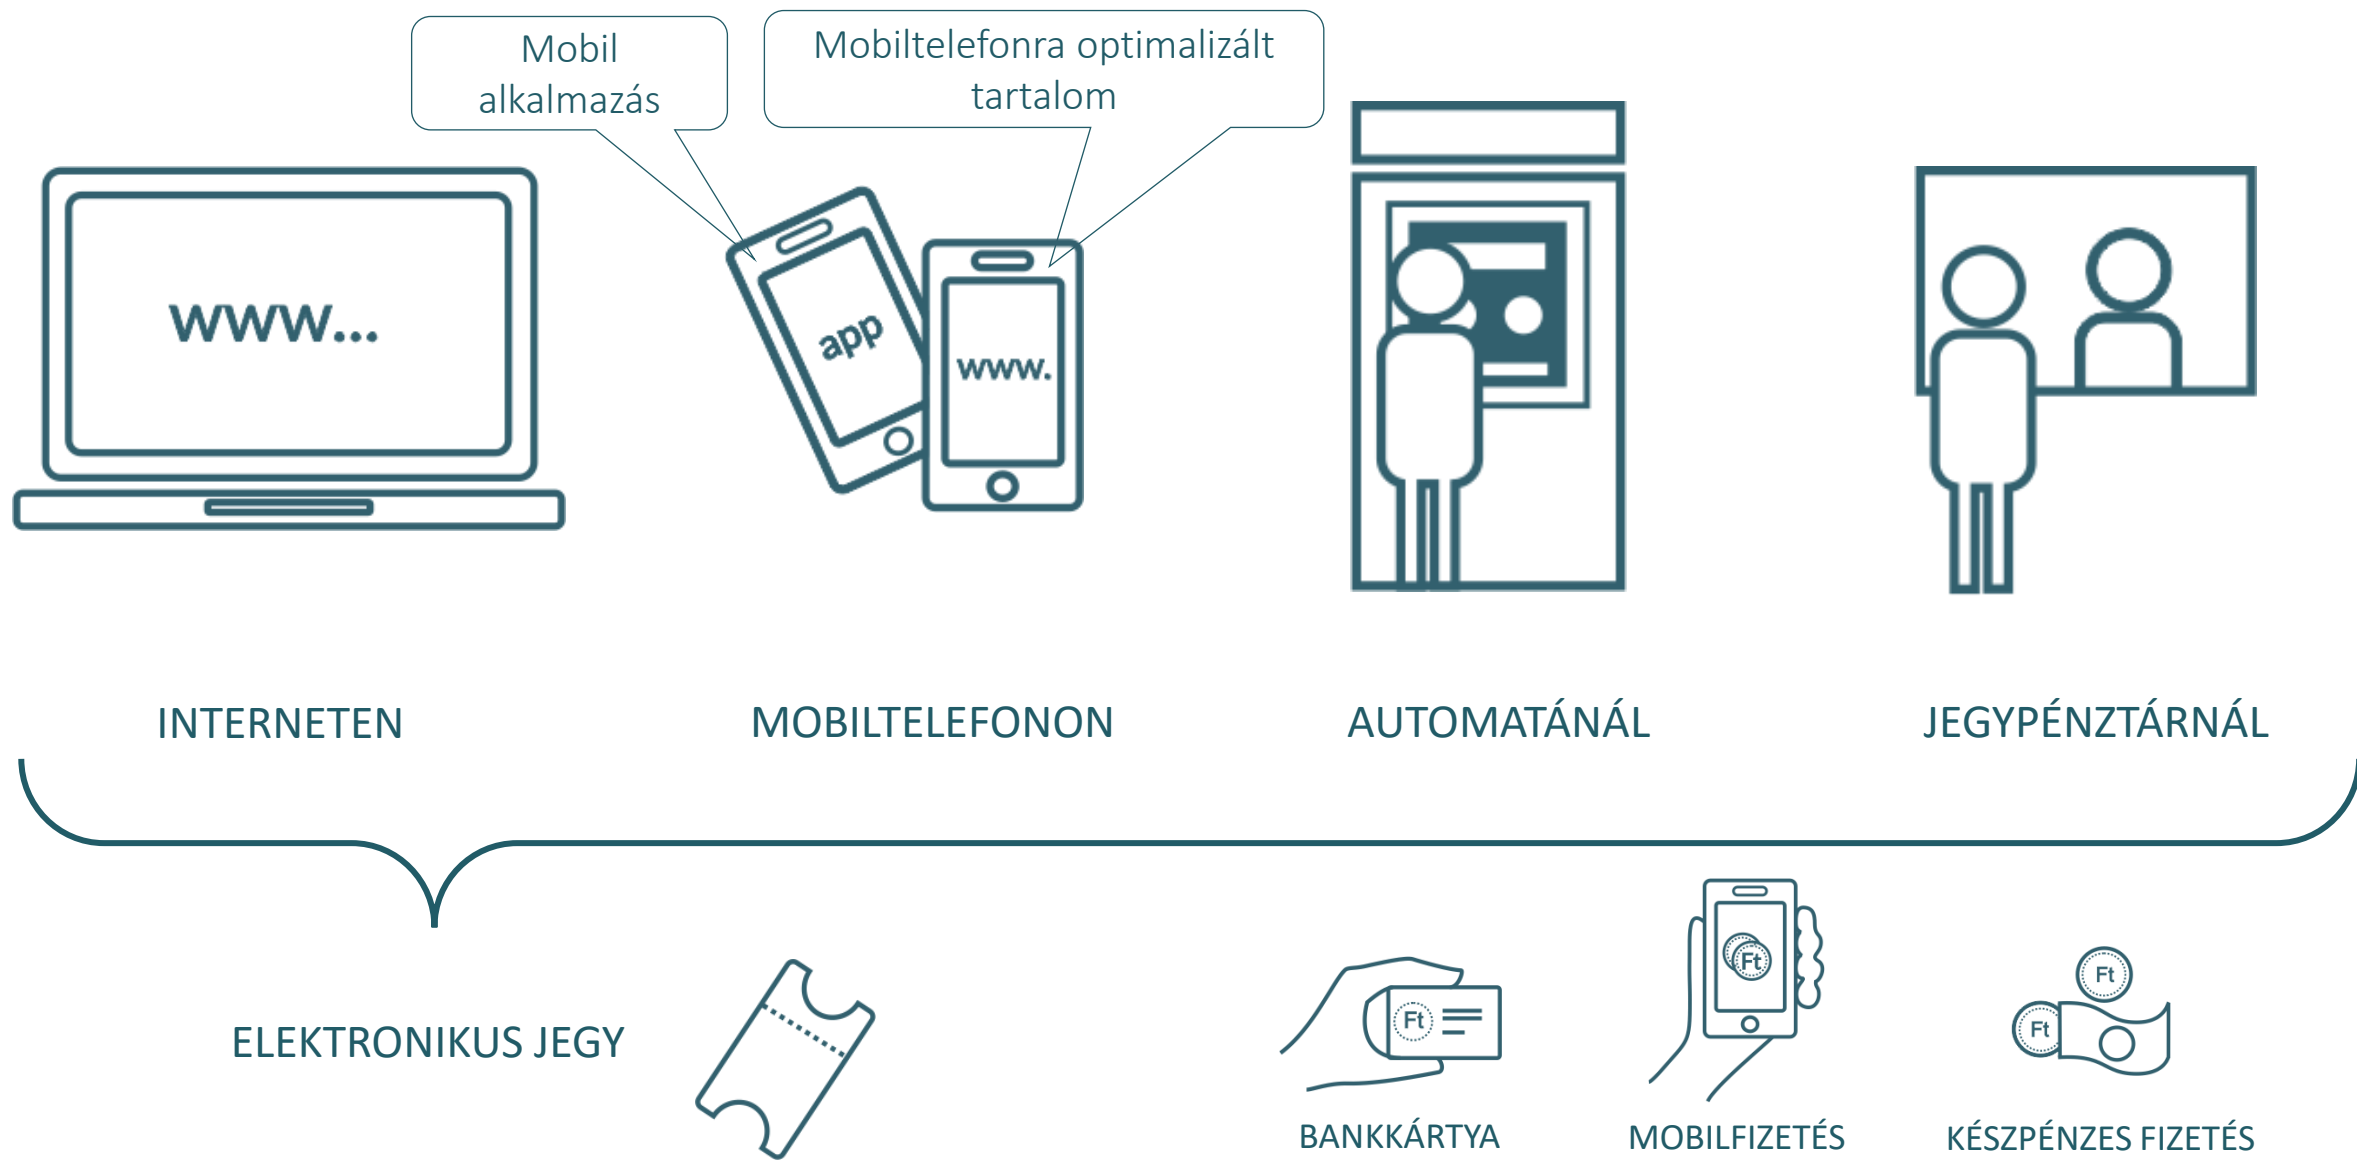 Mobil
alkalmazás
Mobiltelefonra optimalizált
tartalom
www...
app
www.
INTERNETEN
MOBILTELEFONON
AUTOMATÁNÁL
JEGYPÉNZTÁRNÁL
ELEKTRONIKUS JEGY
Ft
Ft
Ft
Ft
BANKKÁRTYA
MOBILFIZETÉS
KÉSZPÉNZES FIZETÉS